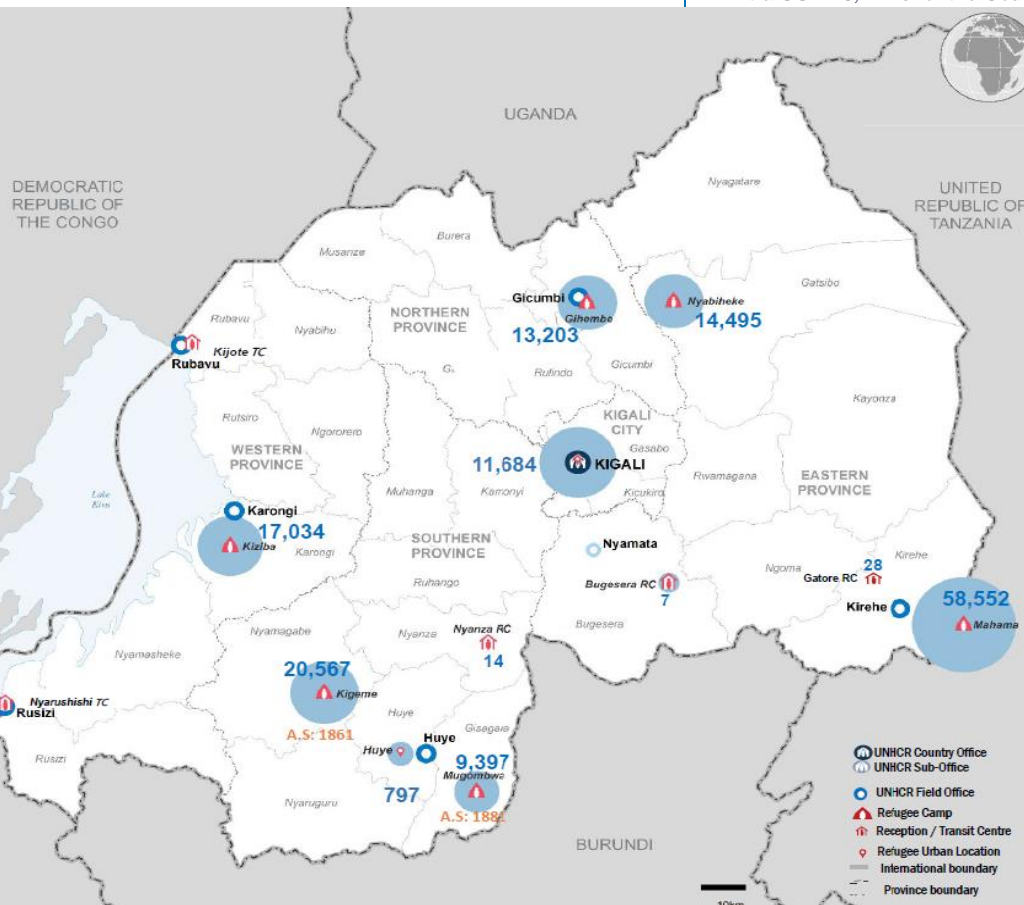 UGANDA
DEMOCRATIC
REPUBLIC OF
THE CONGO
Nyagatare
UNITED
REPUBLIC OF
TANZANIA
Burera
Musanze
Gatsibo
Gicumbi
Gihembe
13,203
Nyabiheke
14,495
NORTHERN
PROVINCE
Rubavu
Nyabihu
Kijote TC
Rubavu
G.
Rulindo
Gicumbi
Kayonza
Rutsiro
Ngororero
KIGALI
CITY
Gasabo
WESTERN
PROVINCE
11,684
KIGALI
Rwamagana
EASTERN
PROVINCE
Muhanga
Kamonyi
Kicukiro
Lake
Kivu
Karongi
17,034
Kiziba
Karongi
SOUTHERN
PROVINCE
Nyamata
Ruhango
Bugesera RC
7
Ngoma
Kirehe
28
Gatore RC
Kirehe
58,552
Mahama
Nyamagabe
Nyanza
Nyanza RC
14
Bugesera
Nyamasheke
20,567
Kigeme
A.S: 1861
Nyarushishi TC
Rusizi
Rusizi
Huye
Gisagara
Huye
Huye
797
9,397
Mugombwa
A.S: 1881
Nyaruguru
BURUNDI
UNHCR Country Office
UNHCR Sub-Office
UNHCR Field Office
Refugee Camp
Reception / Transit Centre
Refugee Urban Location
International boundary
Province boundary